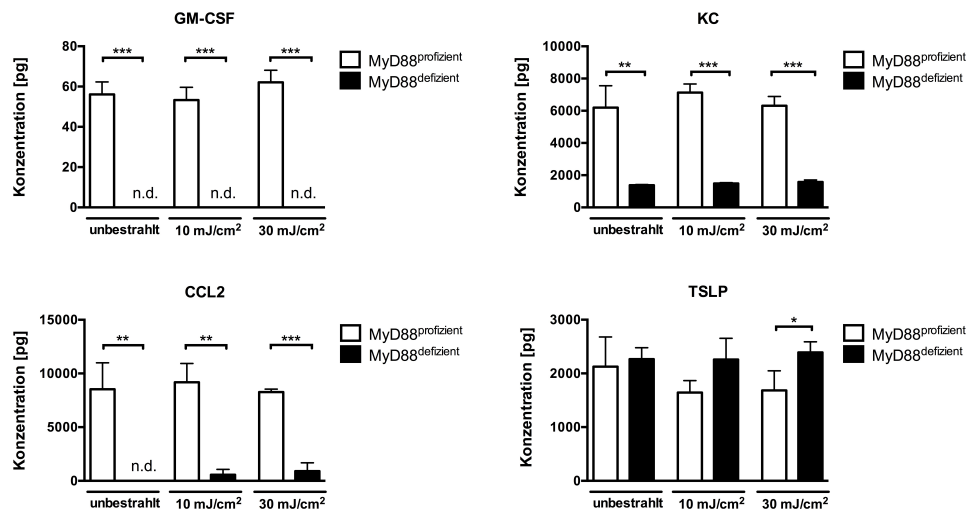 GM-CSF
Konzentration [pg]
80
60
40
20
0
*** *** ***
n.d. n.d. n.d.
unbestrahlt 10 mJ/cm² 30 mJ/cm²
MyD88profizient
MyD88defizient
KC
Konzentration [pg]
10000
8000
6000
4000
2000
0
** *** ***
unbestrahlt 10 mJ/cm² 30 mJ/cm²
MyD88profizient
MyD88defizient
CCL2
Konzentration [pg]
15000
10000
5000
0
** ** ***
n.d.
unbestrahlt 10 mJ/cm² 30 mJ/cm²
MyD88profizient
MyD88defizient
TSLP
Konzentration [pg]
3000
2000
1000
0
*
unbestrahlt 10 mJ/cm² 30 mJ/cm²
MyD88profizient
MyD88defizient